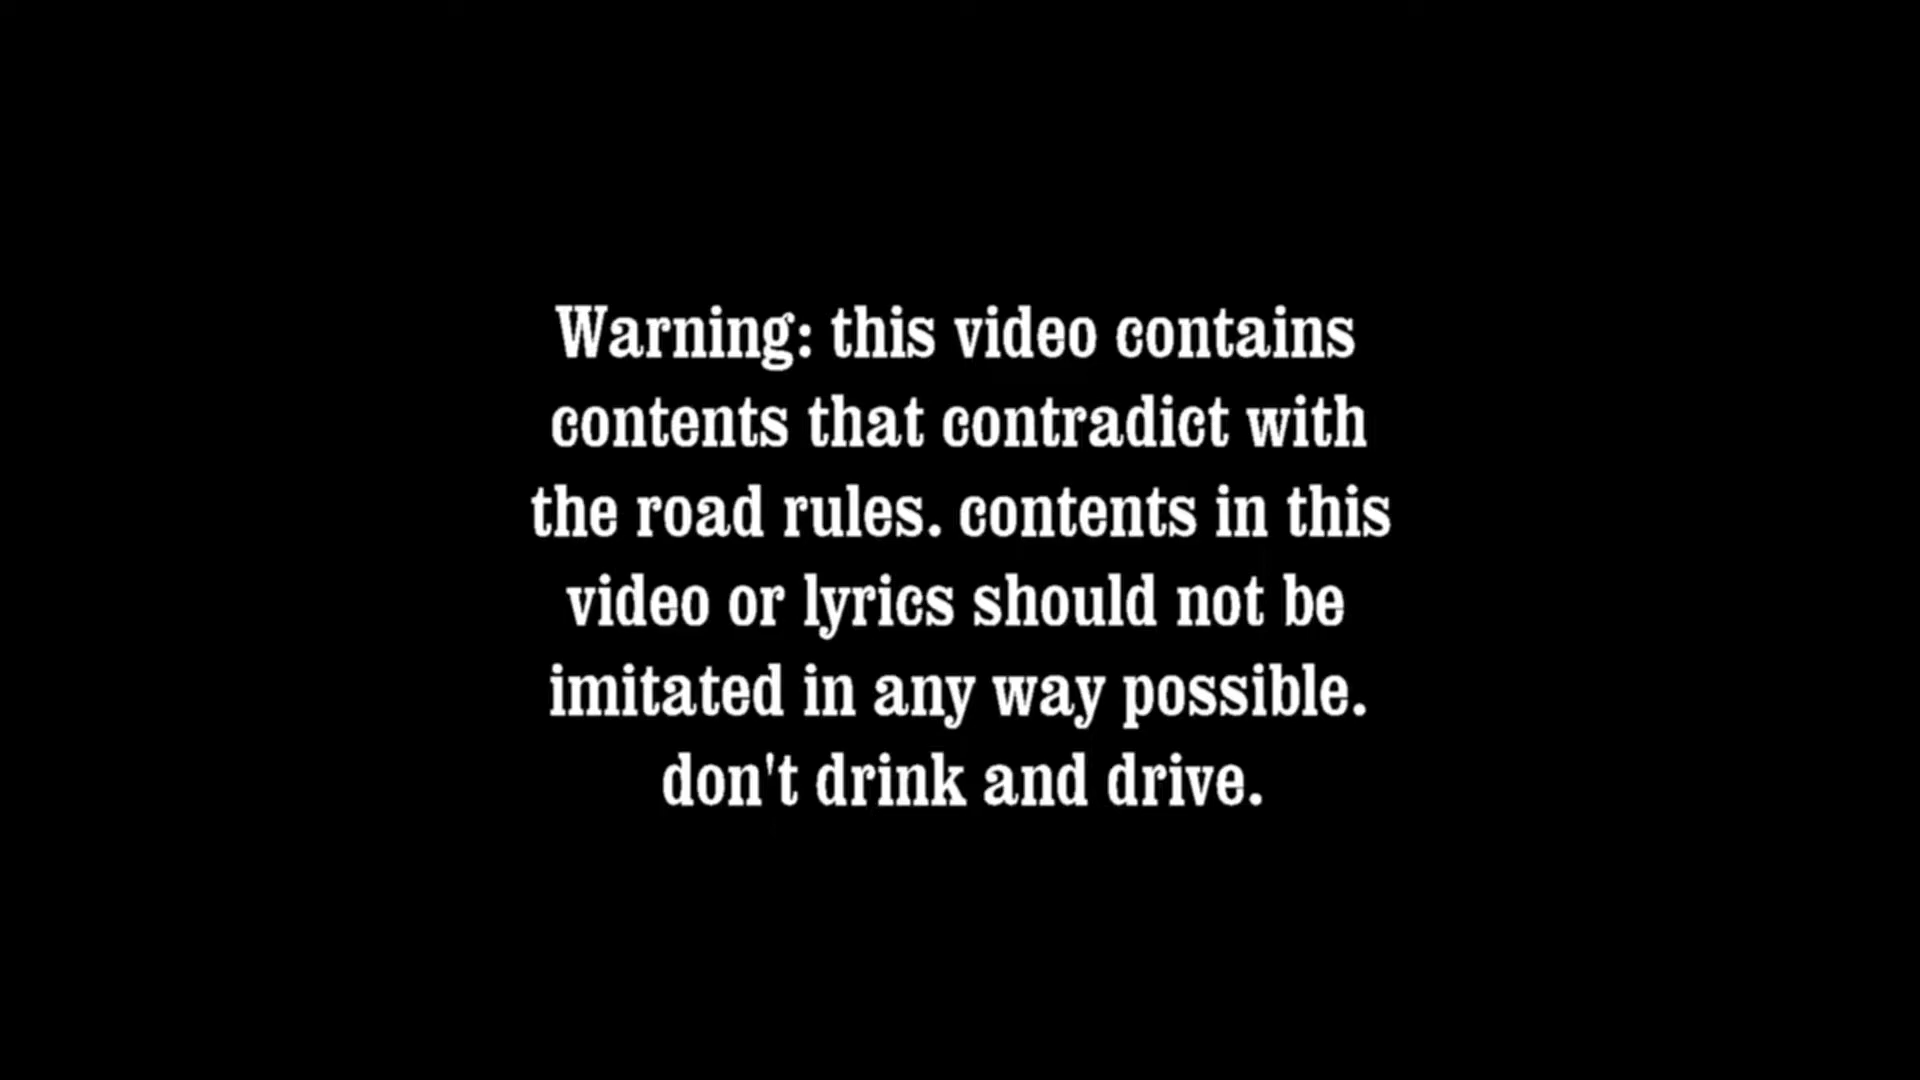 Warning: this video contains
contents that contradict with
the road rules. contents in this
video or lyrics should not be
imitated in any way possible.
don't drink and drive.